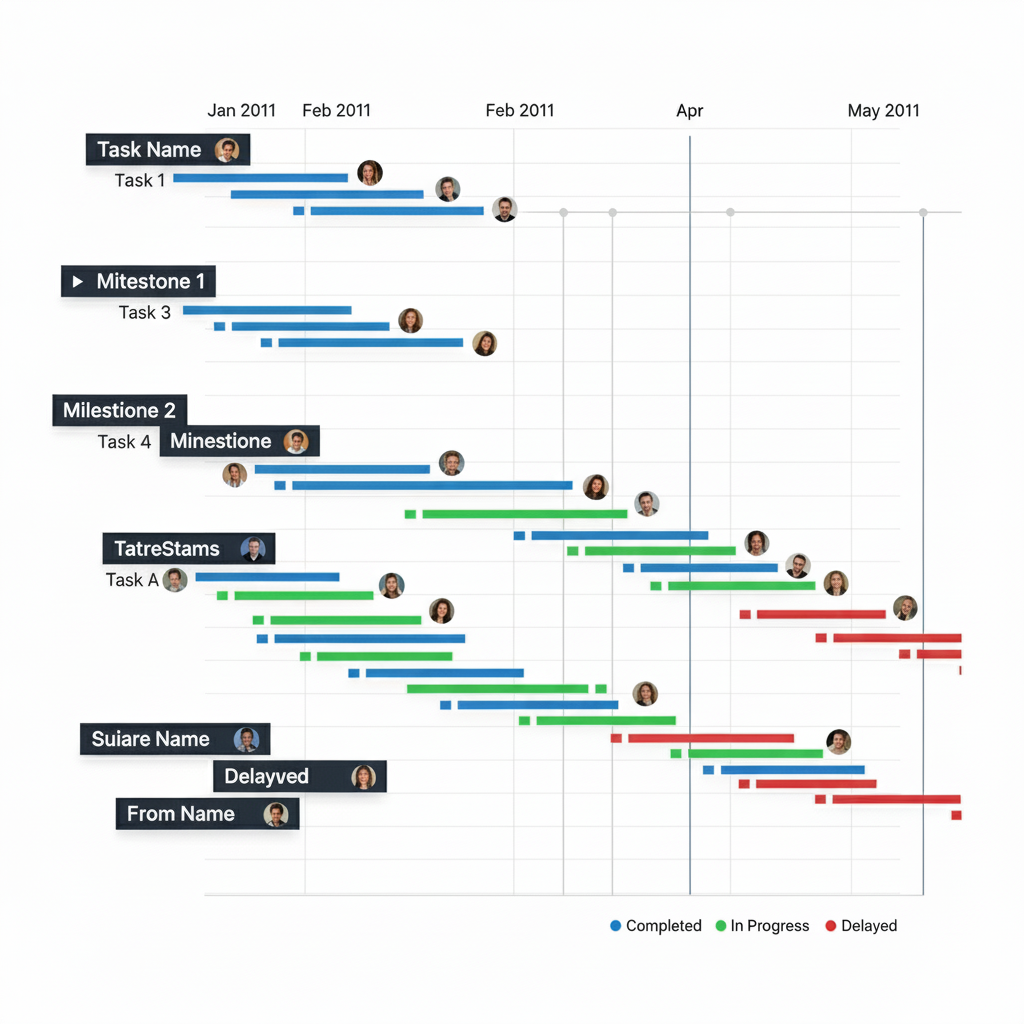 Jan 2011 Feb 2011 Feb 2011 Apr May 2011
Task Name
Task 1
Mitestone 1
Task 3
Milestione 2
Task 4 Minestione
TatreStams
Task A
Suiare Name
Delayved
From Name
Completed In Progress Delayed